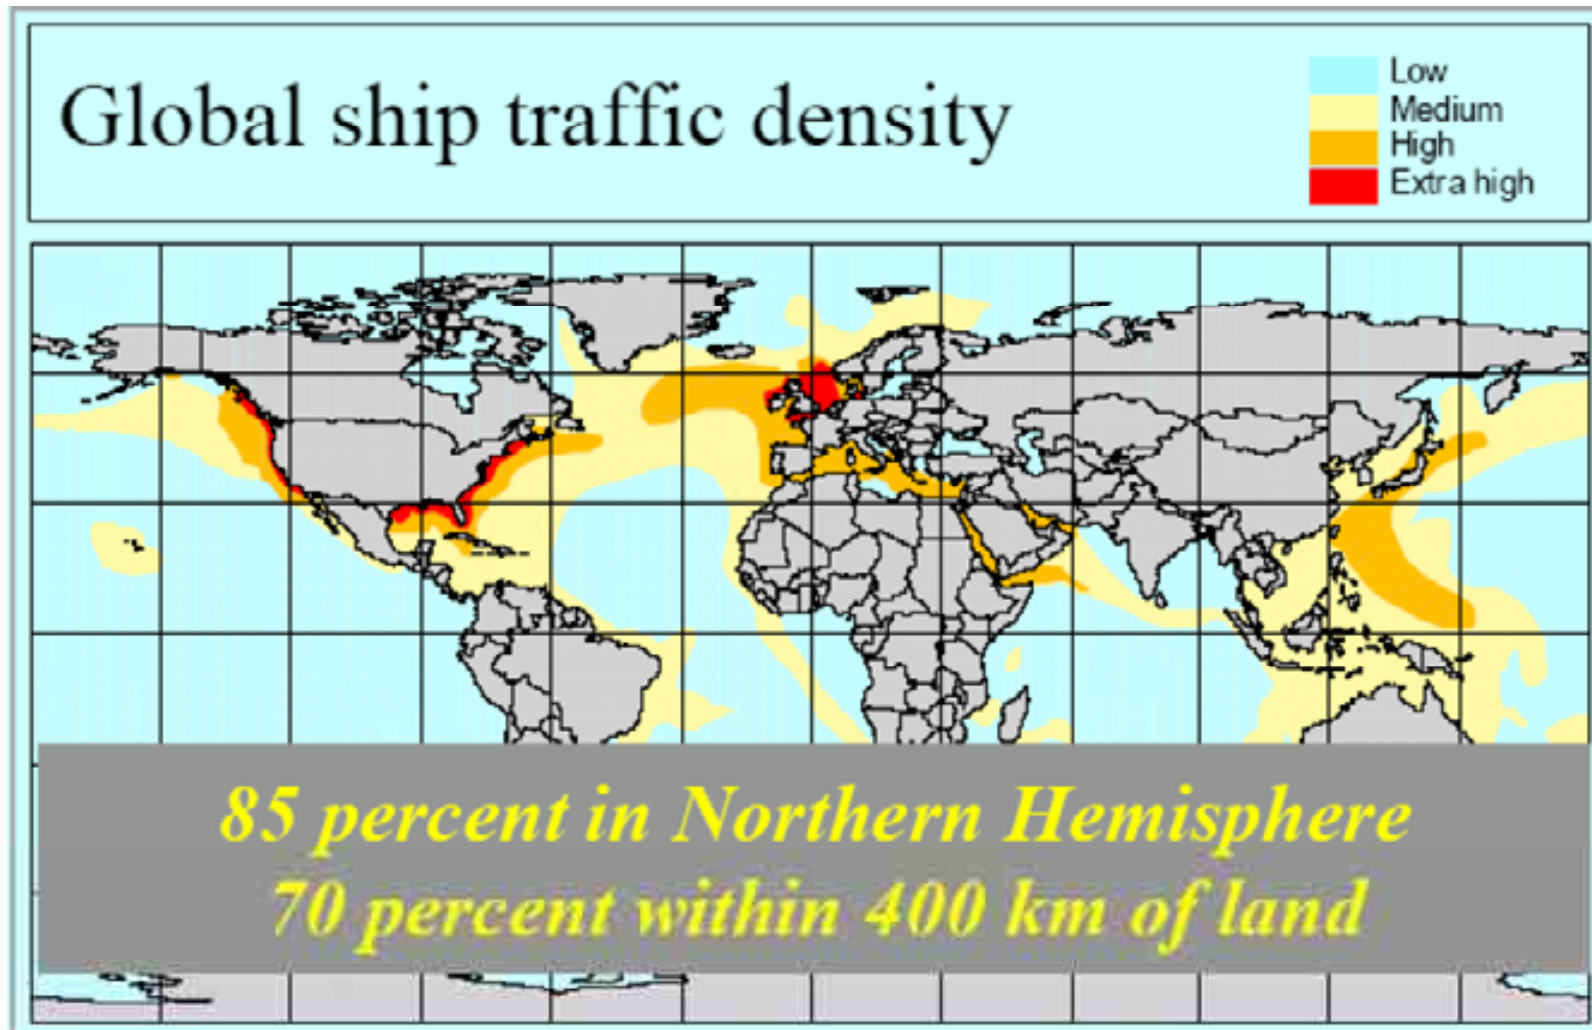 Global ship traffic density
Low
Medium
High
Extra high
85 percent in Northern Hemisphere
70 percent within 400 km of land